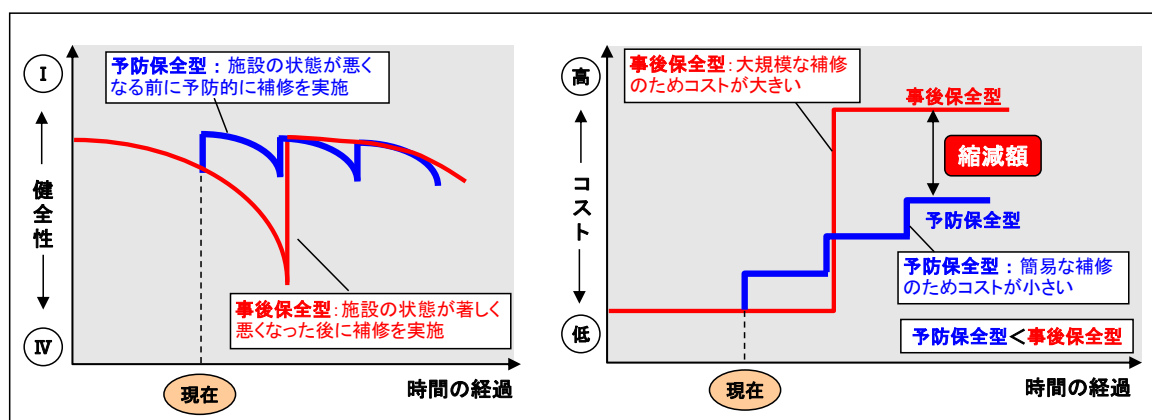 予防保全型：施設の状態が悪く
なる前に予防的に補修を実施
Ⅰ
健全性
Ⅳ
事後保全型：施設の状態が著しく
悪くなった後に補修を実施
現在
時間の経過
事後保全型：大規模な補修
のためコストが大きい
高
コスト
低
事後保全型
縮減額
予防保全型
予防保全型：簡易な補修
のためコストが小さい
予防保全型＜事後保全型
現在
時間の経過